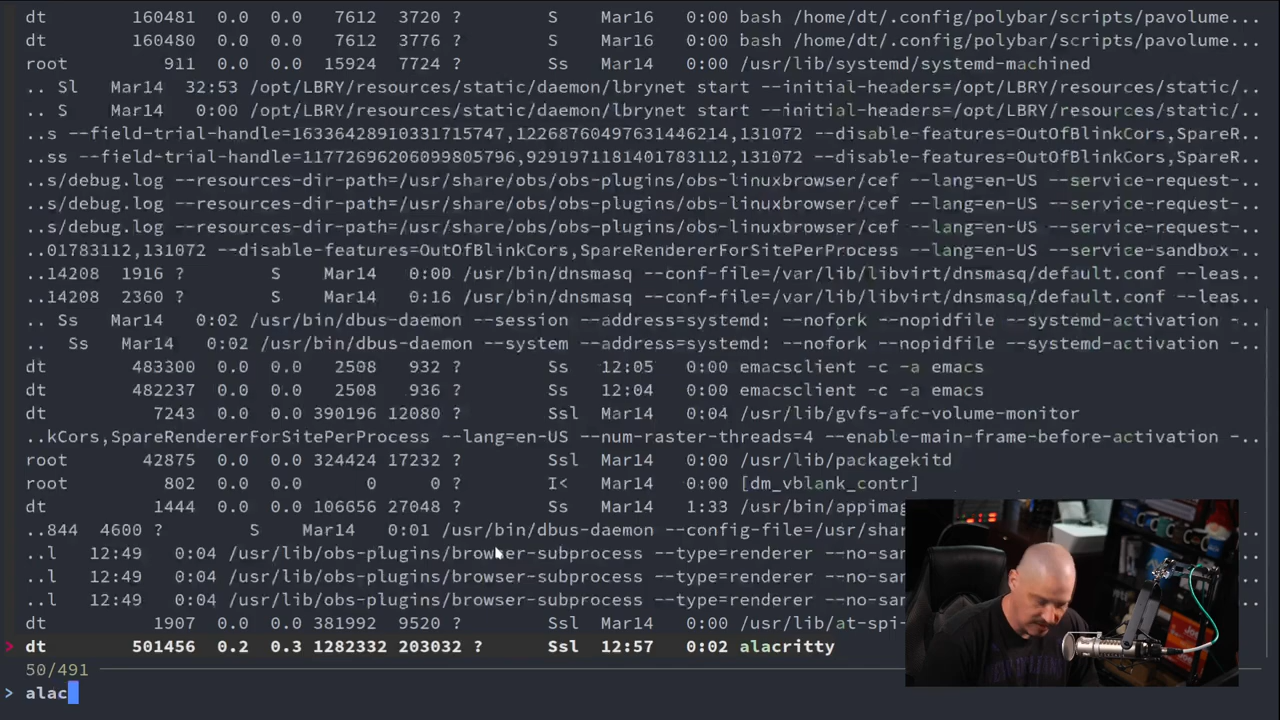 dt 160481 0.0 0.0 7612 3720 ? S Mar16 0:00 bash /home/dt/.config/polybar/scripts/pavolume...
dt 160480 0.0 0.0 7612 3776 ? S Mar16 0:00 bash /home/dt/.config/polybar/scripts/pavolume...
root 911 0.0 0.0 15924 7724 ? Ss Mar14 0:00 /usr/lib/systemd/systemd-machined
.. Sl Mar14 32:53 /opt/LBRY/resources/static/daemon/lbrynet start --initial-headers=/opt/LBRY/resources/static/..
.. S Mar14 0:00 /opt/LBRY/resources/static/daemon/lbrynet start --initial-headers=/opt/LBRY/resources/static/..
..s --field-trial-handle=16336428910331715747,12268760497631446214,131072 --disable-features=OutOfBlinkCors,SpareR..
..ss --field-trial-handle=11772696206099805796,9291971181401783112,131072 --disable-features=OutOfBlinkCors,SpareR..
..s/debug.log --resources-dir-path=/usr/share/obs/obs-plugins/obs-linuxbrowser/cef --lang=en-US --service-request-..
..s/debug.log --resources-dir-path=/usr/share/obs/obs-plugins/obs-linuxbrowser/cef --lang=en-US --service-request-..
..s/debug.log --resources-dir-path=/usr/share/obs/obs-plugins/obs-linuxbrowser/cef --lang=en-US --service-request-..
..01783112,131072 --disable-features=OutOfBlinkCors,SpareRendererForSitePerProcess --lang=en-US --service-sandbox-..
..14208 1916 ? S Mar14 0:00 /usr/bin/dnsmasq --conf-file=/var/lib/libvirt/dnsmasq/default.conf --leas..
..14208 2360 ? S Mar14 0:16 /usr/bin/dnsmasq --conf-file=/var/lib/libvirt/dnsmasq/default.conf --leas..
.. Ss Mar14 0:02 /usr/bin/dbus-daemon --session --address=systemd: --nofork --nopidfile --systemd-activation -..
.. Ss Mar14 0:02 /usr/bin/dbus-daemon --system --address=systemd: --nofork --nopidfile --systemd-activation -..
dt 483300 0.0 0.0 2508 932 ? Ss 12:05 0:00 emacsclient -c -a emacs
dt 482237 0.0 0.0 2508 936 ? Ss 12:04 0:00 emacsclient -c -a emacs
dt 7243 0.0 0.0 390196 12080 ? Ssl Mar14 0:04 /usr/lib/gvfs-afc-volume-monitor
..kCors,SpareRendererForSitePerProcess --lang=en-US --num-raster-threads=4 --enable-main-frame-before-activation -..
root 42875 0.0 0.0 324424 17232 ? Ssl Mar14 0:00 /usr/lib/packagekitd
root 802 0.0 0.0 0 0 ? I< Mar14 0:00 [dm_vblank_contr]
dt 1444 0.0 0.0 106656 27048 ? Ss Mar14 1:33 /usr/bin/appimag
..844 4600 ? S Mar14 0:01 /usr/bin/dbus-daemon --config-file=/usr/shar
..l 12:49 0:04 /usr/lib/obs-plugins/browser-subprocess --type=renderer --no-sa
..l 12:49 0:04 /usr/lib/obs-plugins/browser-subprocess --type=renderer --no-sa
..l 12:49 0:04 /usr/lib/obs-plugins/browser-subprocess --type=renderer --no-sa
dt 1907 0.0 0.0 381992 9520 ? Ssl Mar14 0:00 /usr/lib/at-spi-
> dt 501456 0.2 0.3 1282332 203032 ? Ssl 12:57 0:02 alacritty
50/491
> alac